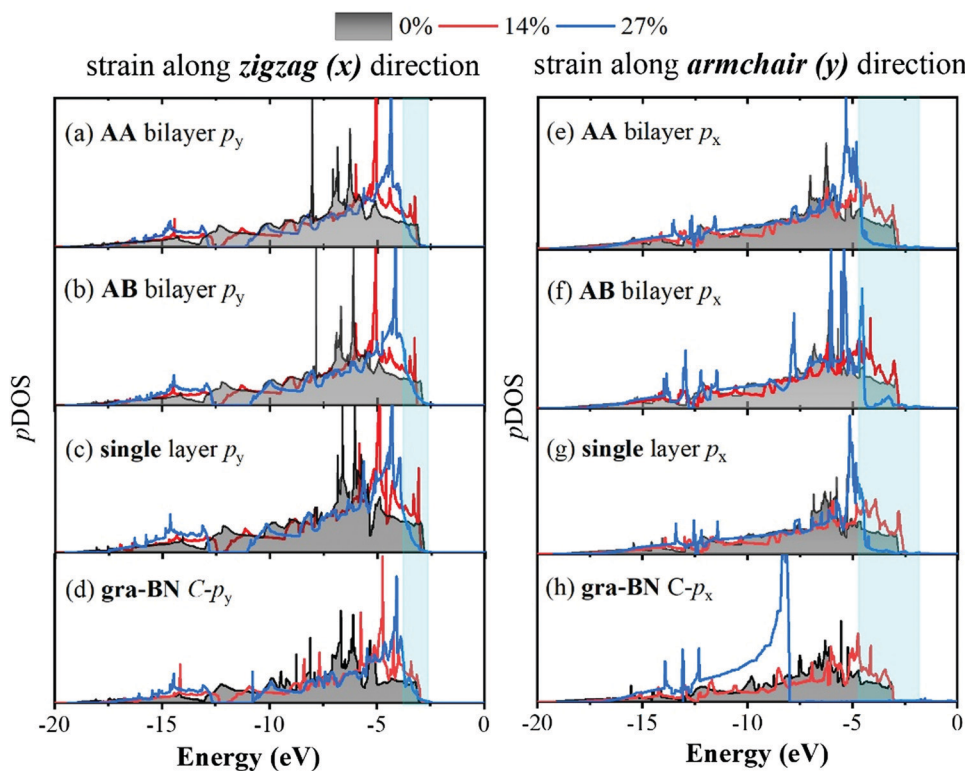 0% 14% 27%
strain along zigzag (x) direction
strain along armchair (y) direction
(a) AA bilayer py
(b) AB bilayer py
(c) single layer py
(d) gra-BN C-py
pDOS
-20 -15 -10 -5 0
Energy (eV)
(e) AA bilayer px
(f) AB bilayer px
(g) single layer px
(h) gra-BN C-px
pDOS
-20 -15 -10 -5 0
Energy (eV)